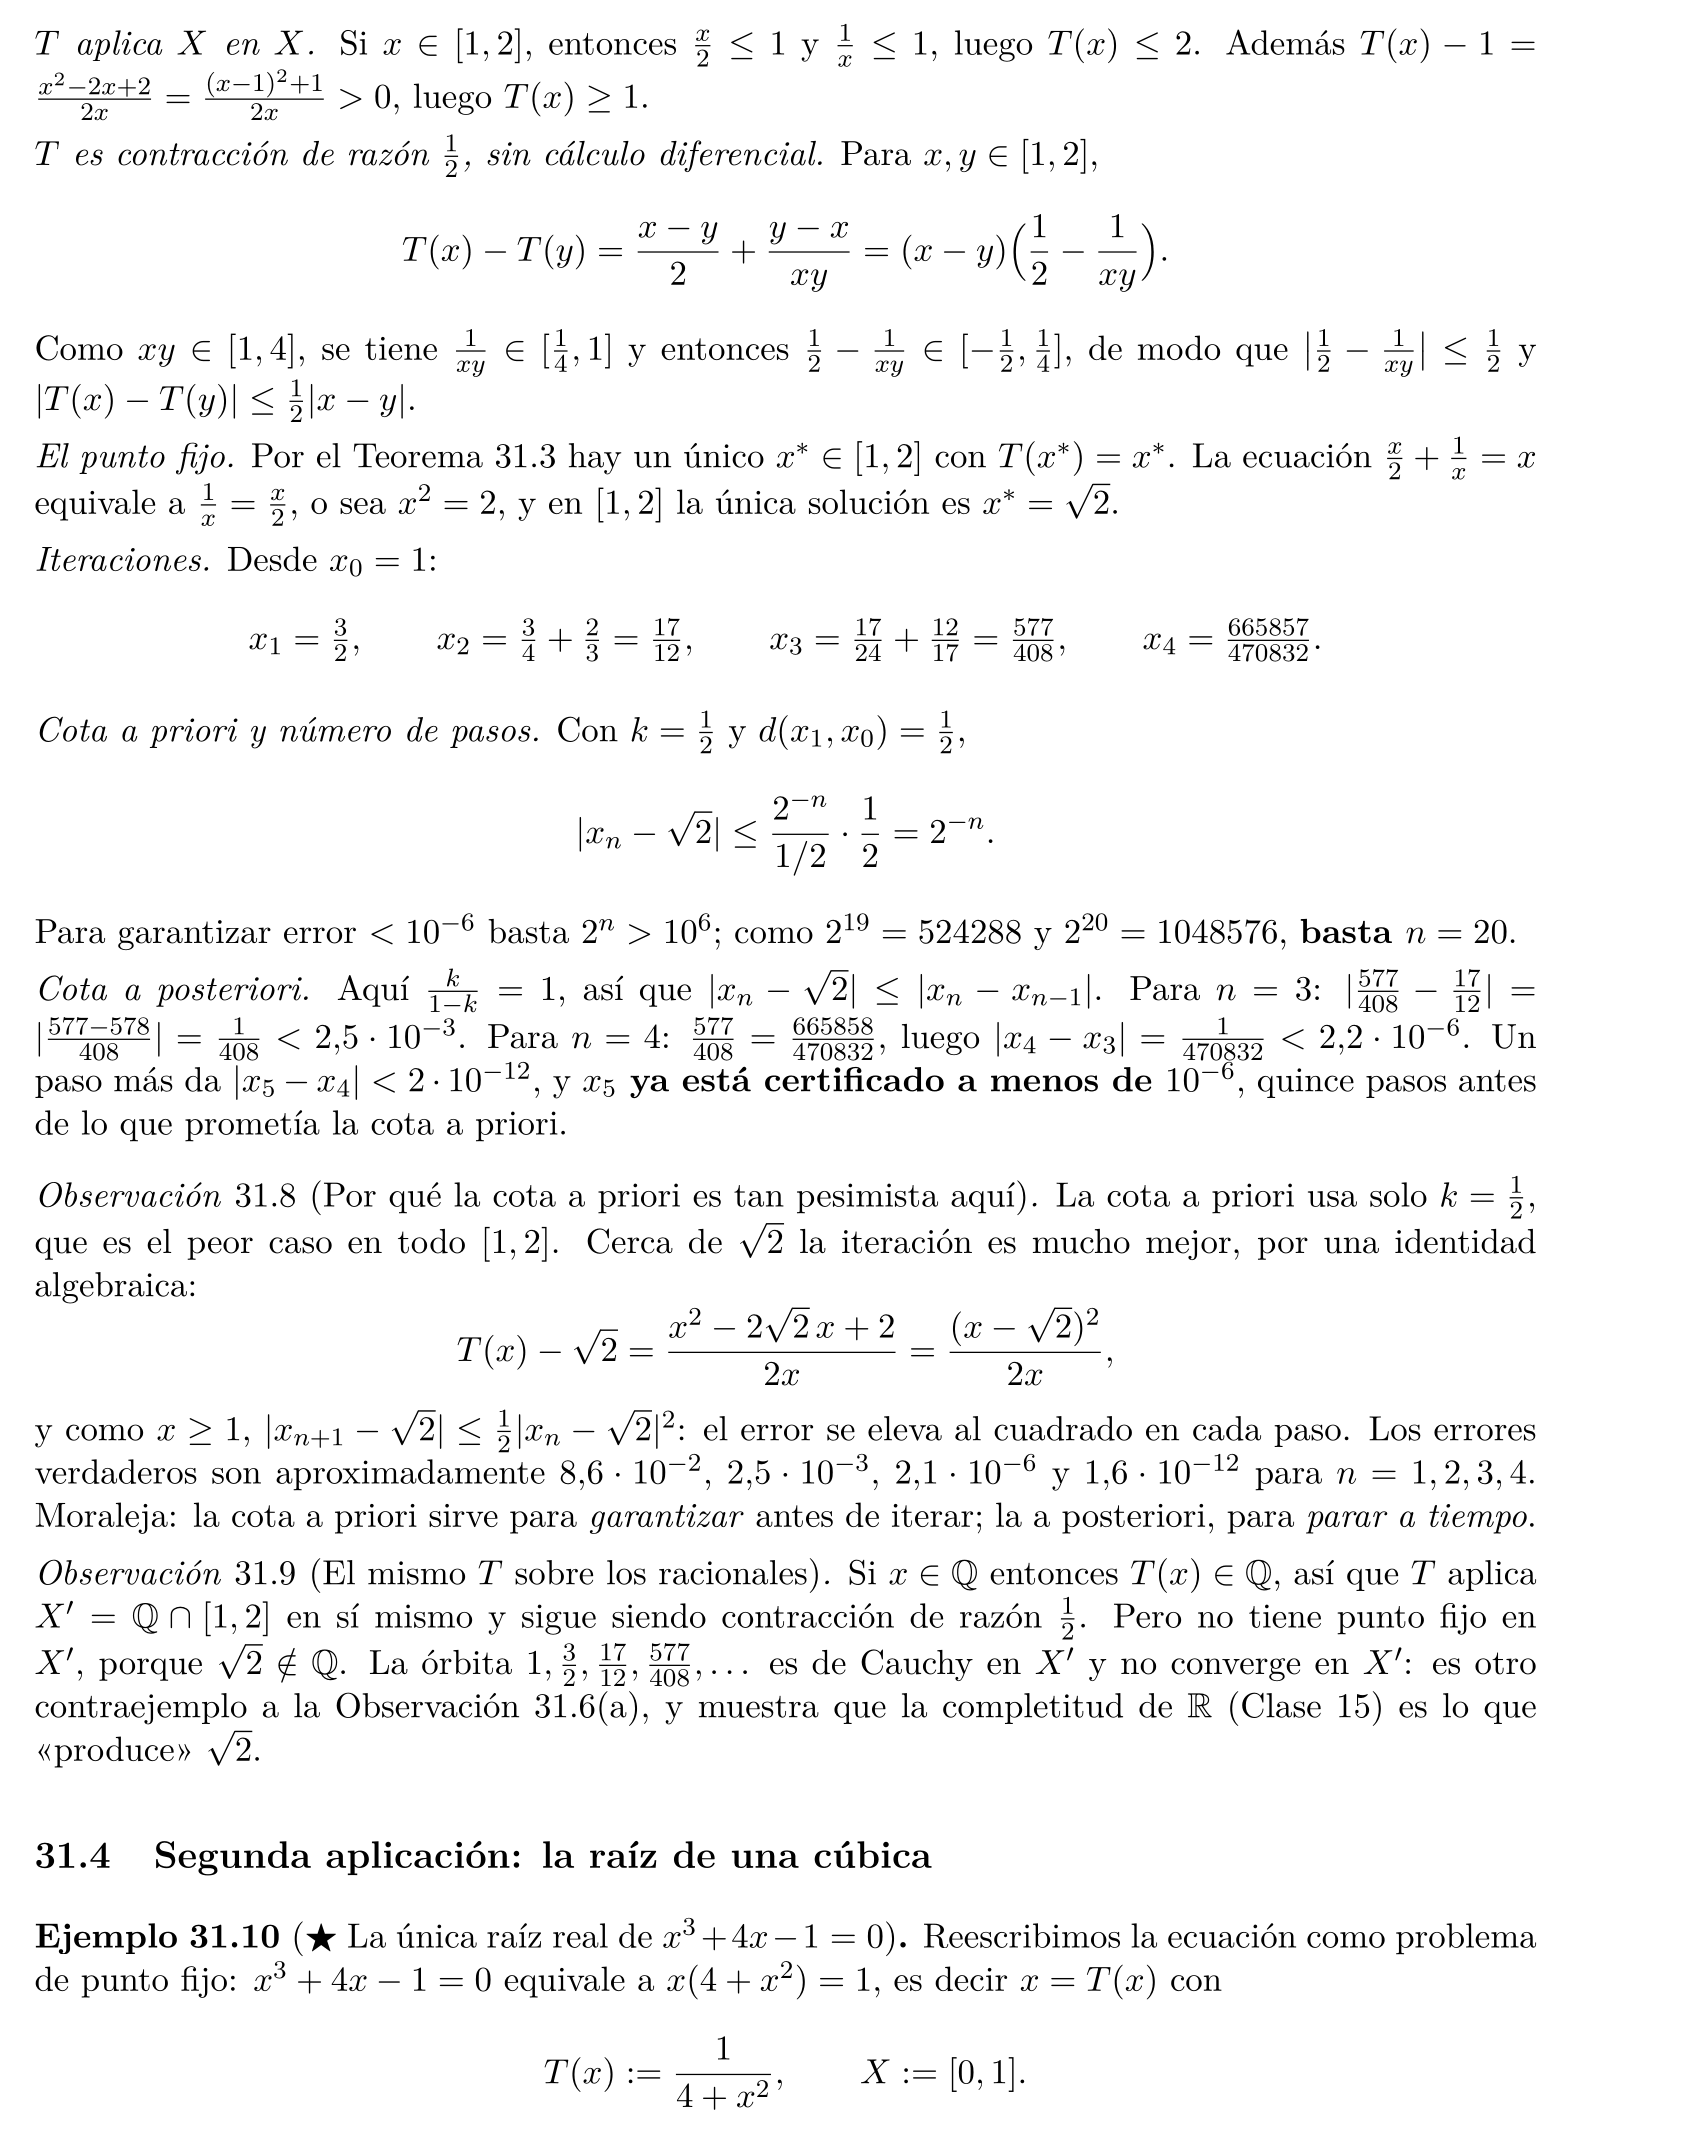 T aplica X en X. Si x ∈ [1, 2], entonces x/2 ≤ 1 y 1/x ≤ 1, luego T(x) ≤ 2. Además T(x) − 1 =
(x²−2x+2)/(2x) = ((x−1)²+1)/(2x) > 0, luego T(x) ≥ 1.
T es contracción de razón 1/2, sin cálculo diferencial. Para x, y ∈ [1, 2],
T(x) − T(y) = (x − y)/2 + (y − x)/(xy) = (x − y)(1/2 − 1/(xy)).
Como xy ∈ [1, 4], se tiene 1/(xy) ∈ [1/4, 1] y entonces 1/2 − 1/(xy) ∈ [−1/2, 1/4], de modo que |1/2 − 1/(xy)| ≤ 1/2 y
|T(x) − T(y)| ≤ 1/2|x − y|.
El punto fijo. Por el Teorema 31.3 hay un único x* ∈ [1, 2] con T(x*) = x*. La ecuación x/2 + 1/x = x
equivale a 1/x = x/2, o sea x² = 2, y en [1, 2] la única solución es x* = √2.
Iteraciones. Desde x₀ = 1:
x₁ = 3/2, x₂ = 3/4 + 2/3 = 17/12, x₃ = 17/24 + 12/17 = 577/408, x₄ = 665857/470832.
Cota a priori y número de pasos. Con k = 1/2 y d(x₁, x₀) = 1/2,
|xₙ − √2| ≤ (2⁻ⁿ)/(1/2) · 1/2 = 2⁻ⁿ.
Para garantizar error < 10⁻⁶ basta 2ⁿ > 10⁶; como 2¹⁹ = 524288 y 2²⁰ = 1048576, basta n = 20.
Cota a posteriori. Aquí k/(1−k) = 1, así que |xₙ − √2| ≤ |xₙ − xₙ₋₁|. Para n = 3: |577/408 − 17/12| =
|(577−578)/408| = 1/408 < 2,5 · 10⁻³. Para n = 4: 577/408 = 665858/470832, luego |x₄ − x₃| = 1/470832 < 2,2 · 10⁻⁶. Un
paso más da |x₅ − x₄| < 2 · 10⁻¹², y x₅ ya está certificado a menos de 10⁻⁶, quince pasos antes
de lo que prometía la cota a priori.
Observación 31.8 (Por qué la cota a priori es tan pesimista aquí). La cota a priori usa solo k = 1/2,
que es el peor caso en todo [1, 2]. Cerca de √2 la iteración es mucho mejor, por una identidad
algebraica:
T(x) − √2 = (x² − 2√2 x + 2)/(2x) = (x − √2)²/(2x),
y como x ≥ 1, |xₙ₊₁ − √2| ≤ 1/2|xₙ − √2|²: el error se eleva al cuadrado en cada paso. Los errores
verdaderos son aproximadamente 8,6 · 10⁻², 2,5 · 10⁻³, 2,1 · 10⁻⁶ y 1,6 · 10⁻¹² para n = 1, 2, 3, 4.
Moraleja: la cota a priori sirve para garantizar antes de iterar; la a posteriori, para parar a tiempo.
Observación 31.9 (El mismo T sobre los racionales). Si x ∈ ℚ entonces T(x) ∈ ℚ, así que T aplica
X′ = ℚ ∩ [1, 2] en sí mismo y sigue siendo contracción de razón 1/2. Pero no tiene punto fijo en
X′, porque √2 ∉ ℚ. La órbita 1, 3/2, 17/12, 577/408, . . . es de Cauchy en X′ y no converge en X′: es otro
contraejemplo a la Observación 31.6(a), y muestra que la completitud de ℝ (Clase 15) es lo que
«produce» √2.
31.4 Segunda aplicación: la raíz de una cúbica
Ejemplo 31.10 (★ La única raíz real de x³+4x−1 = 0). Reescribimos la ecuación como problema
de punto fijo: x³ + 4x − 1 = 0 equivale a x(4 + x²) = 1, es decir x = T(x) con
T(x) := 1/(4 + x²), X := [0, 1].